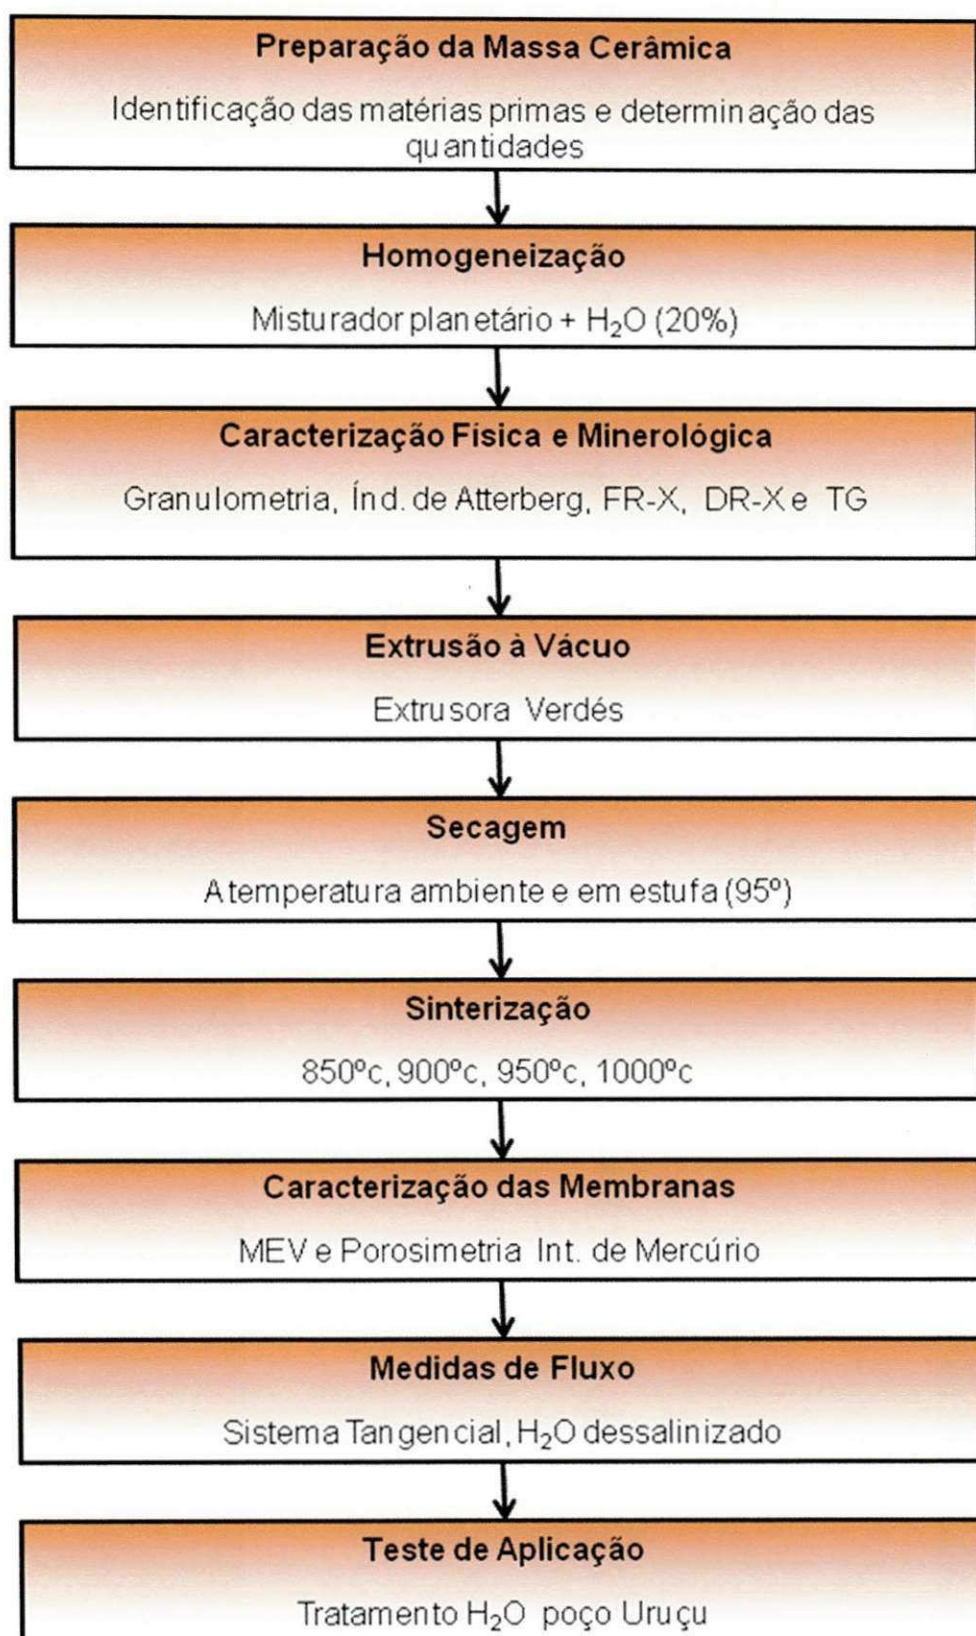 Preparação da Massa Cerâmica
Identificação das matérias primas e determinação das
quantidades
Homogeneização
Misturador planetário + H₂O (20%)
Caracterização Física e Minerológica
Granulometria, Índ. de Atterberg, FR-X, DR-X e TG
Extrusão à Vácuo
Extrusora Verdés
Secagem
A temperatura ambiente e em estufa (95º)
Sinterização
850ºc, 900ºc, 950ºc, 1000ºc
Caracterização das Membranas
MEV e Porosimetria Int. de Mercúrio
Medidas de Fluxo
Sistema Tangencial, H₂O dessalinizado
Teste de Aplicação
Tratamento H₂O poço Uruçu